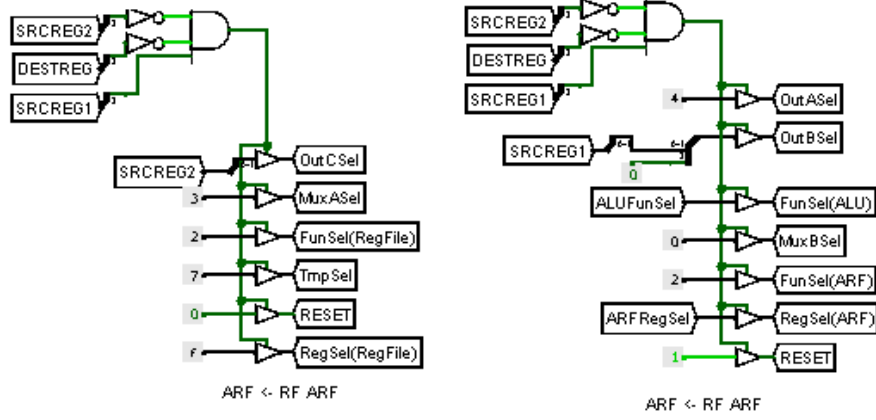 SRCREG2
DESTREG
SRCREG1
SRCREG2
OutCSel
3
MuxASel
2
FunSel(RegFile)
7
TmpSel
0
RESET
f
RegSel(RegFile)
ARF <- RF ARF
SRCREG2
DESTREG
SRCREG1
4
OutASel
SRCREG1
0
OutBSel
ALUFunSel
FunSel(ALU)
0
MuxBSel
2
FunSel(ARF)
ARFRegSel
RegSel(ARF)
1
RESET
ARF <- RF ARF